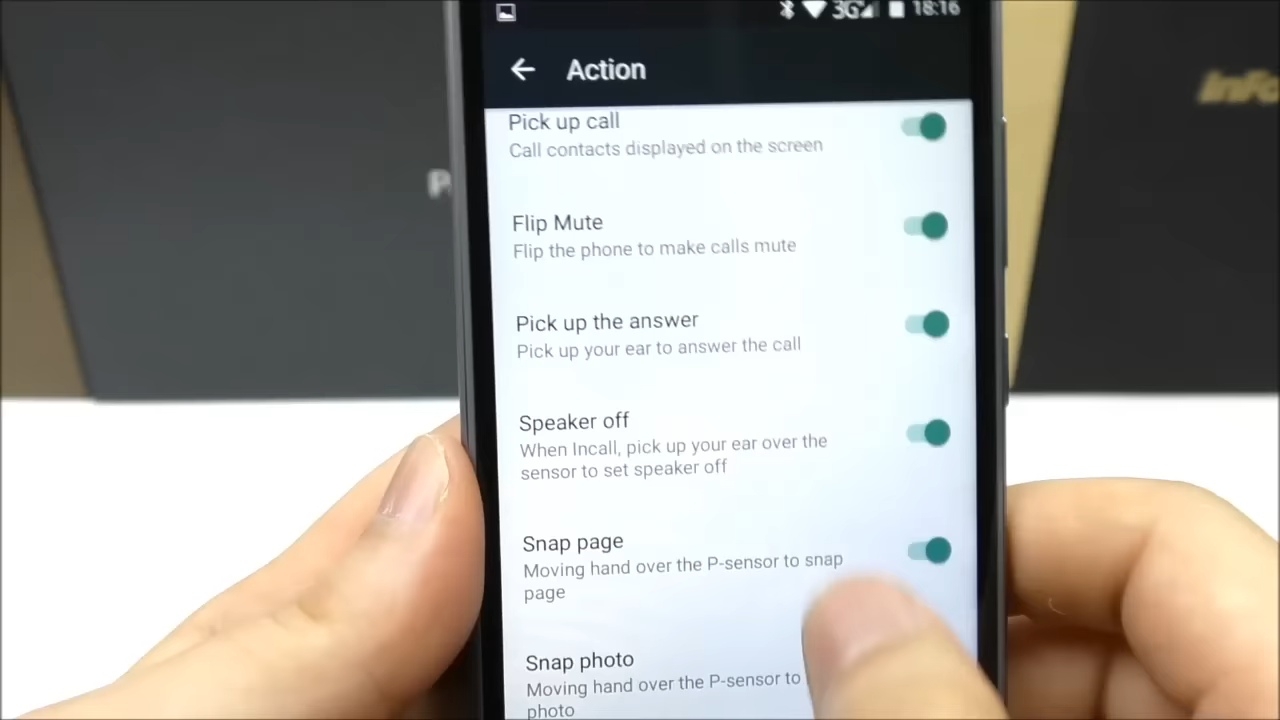 3G 18:16
Action
Pick up call
Call contacts displayed on the screen
Flip Mute
Flip the phone to make calls mute
Pick up the answer
Pick up your ear to answer the call
Speaker off
When Incall, pick up your ear over the
sensor to set speaker off
Snap page
Moving hand over the P-sensor to snap
page
Snap photo
Moving hand over the P-sensor to
photo